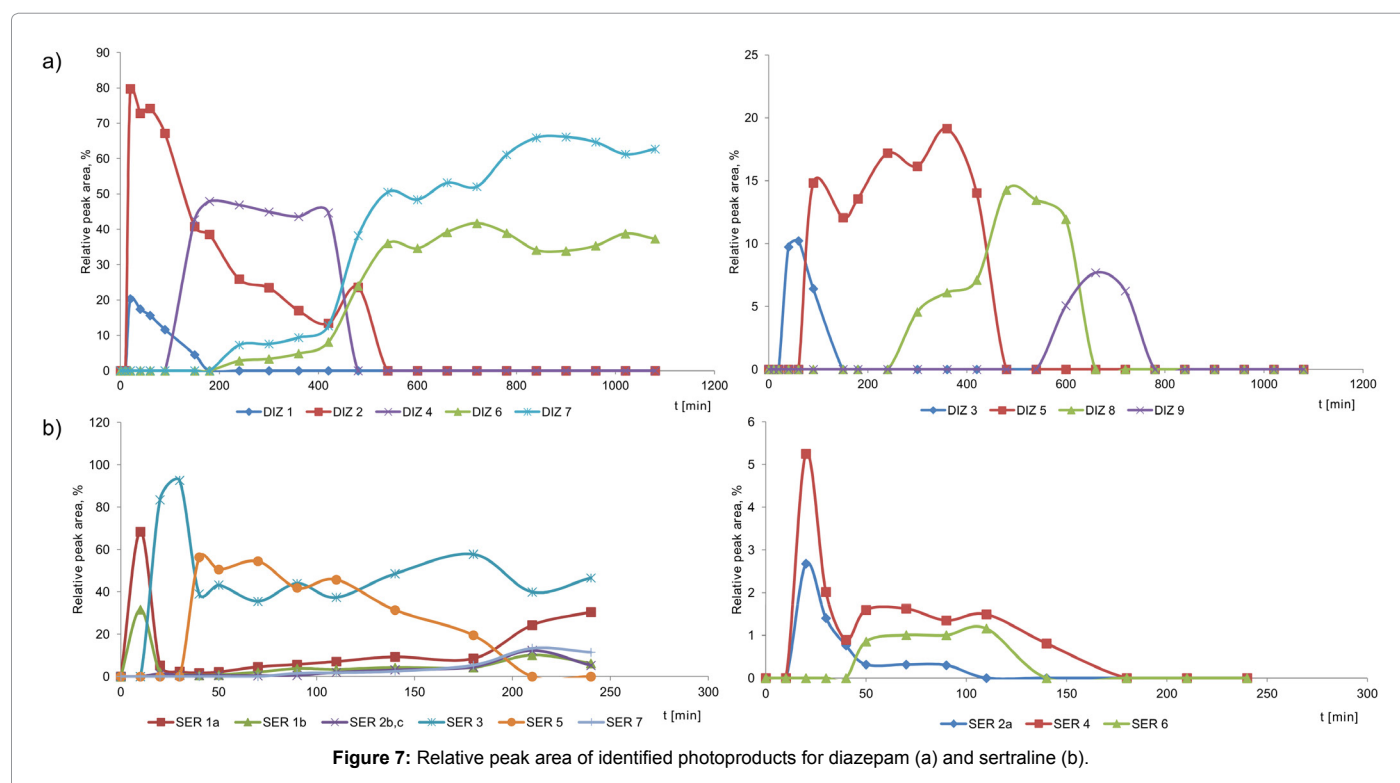 a)
90
80
70
60
50
40
30
20
10
0
Relative peak area, %
0 200 400 600 800 1000 1200
t [min]
DIZ 1 DIZ 2 DIZ 4 DIZ 6 DIZ 7
25
20
15
10
5
0
Relative peak area, %
0 200 400 600 800 1000 1200
t [min]
DIZ 3 DIZ 5 DIZ 8 DIZ 9
b)
120
100
80
60
40
20
0
Relative peak area, %
0 50 100 150 200 250 300
t [min]
SER 1a SER 1b SER 2b,c SER 3 SER 5 SER 7
6
5
4
3
2
1
0
Relative peak area, %
0 50 100 150 200 250 300
t [min]
SER 2a SER 4 SER 6
Figure 7: Relative peak area of identified photoproducts for diazepam (a) and sertraline (b).